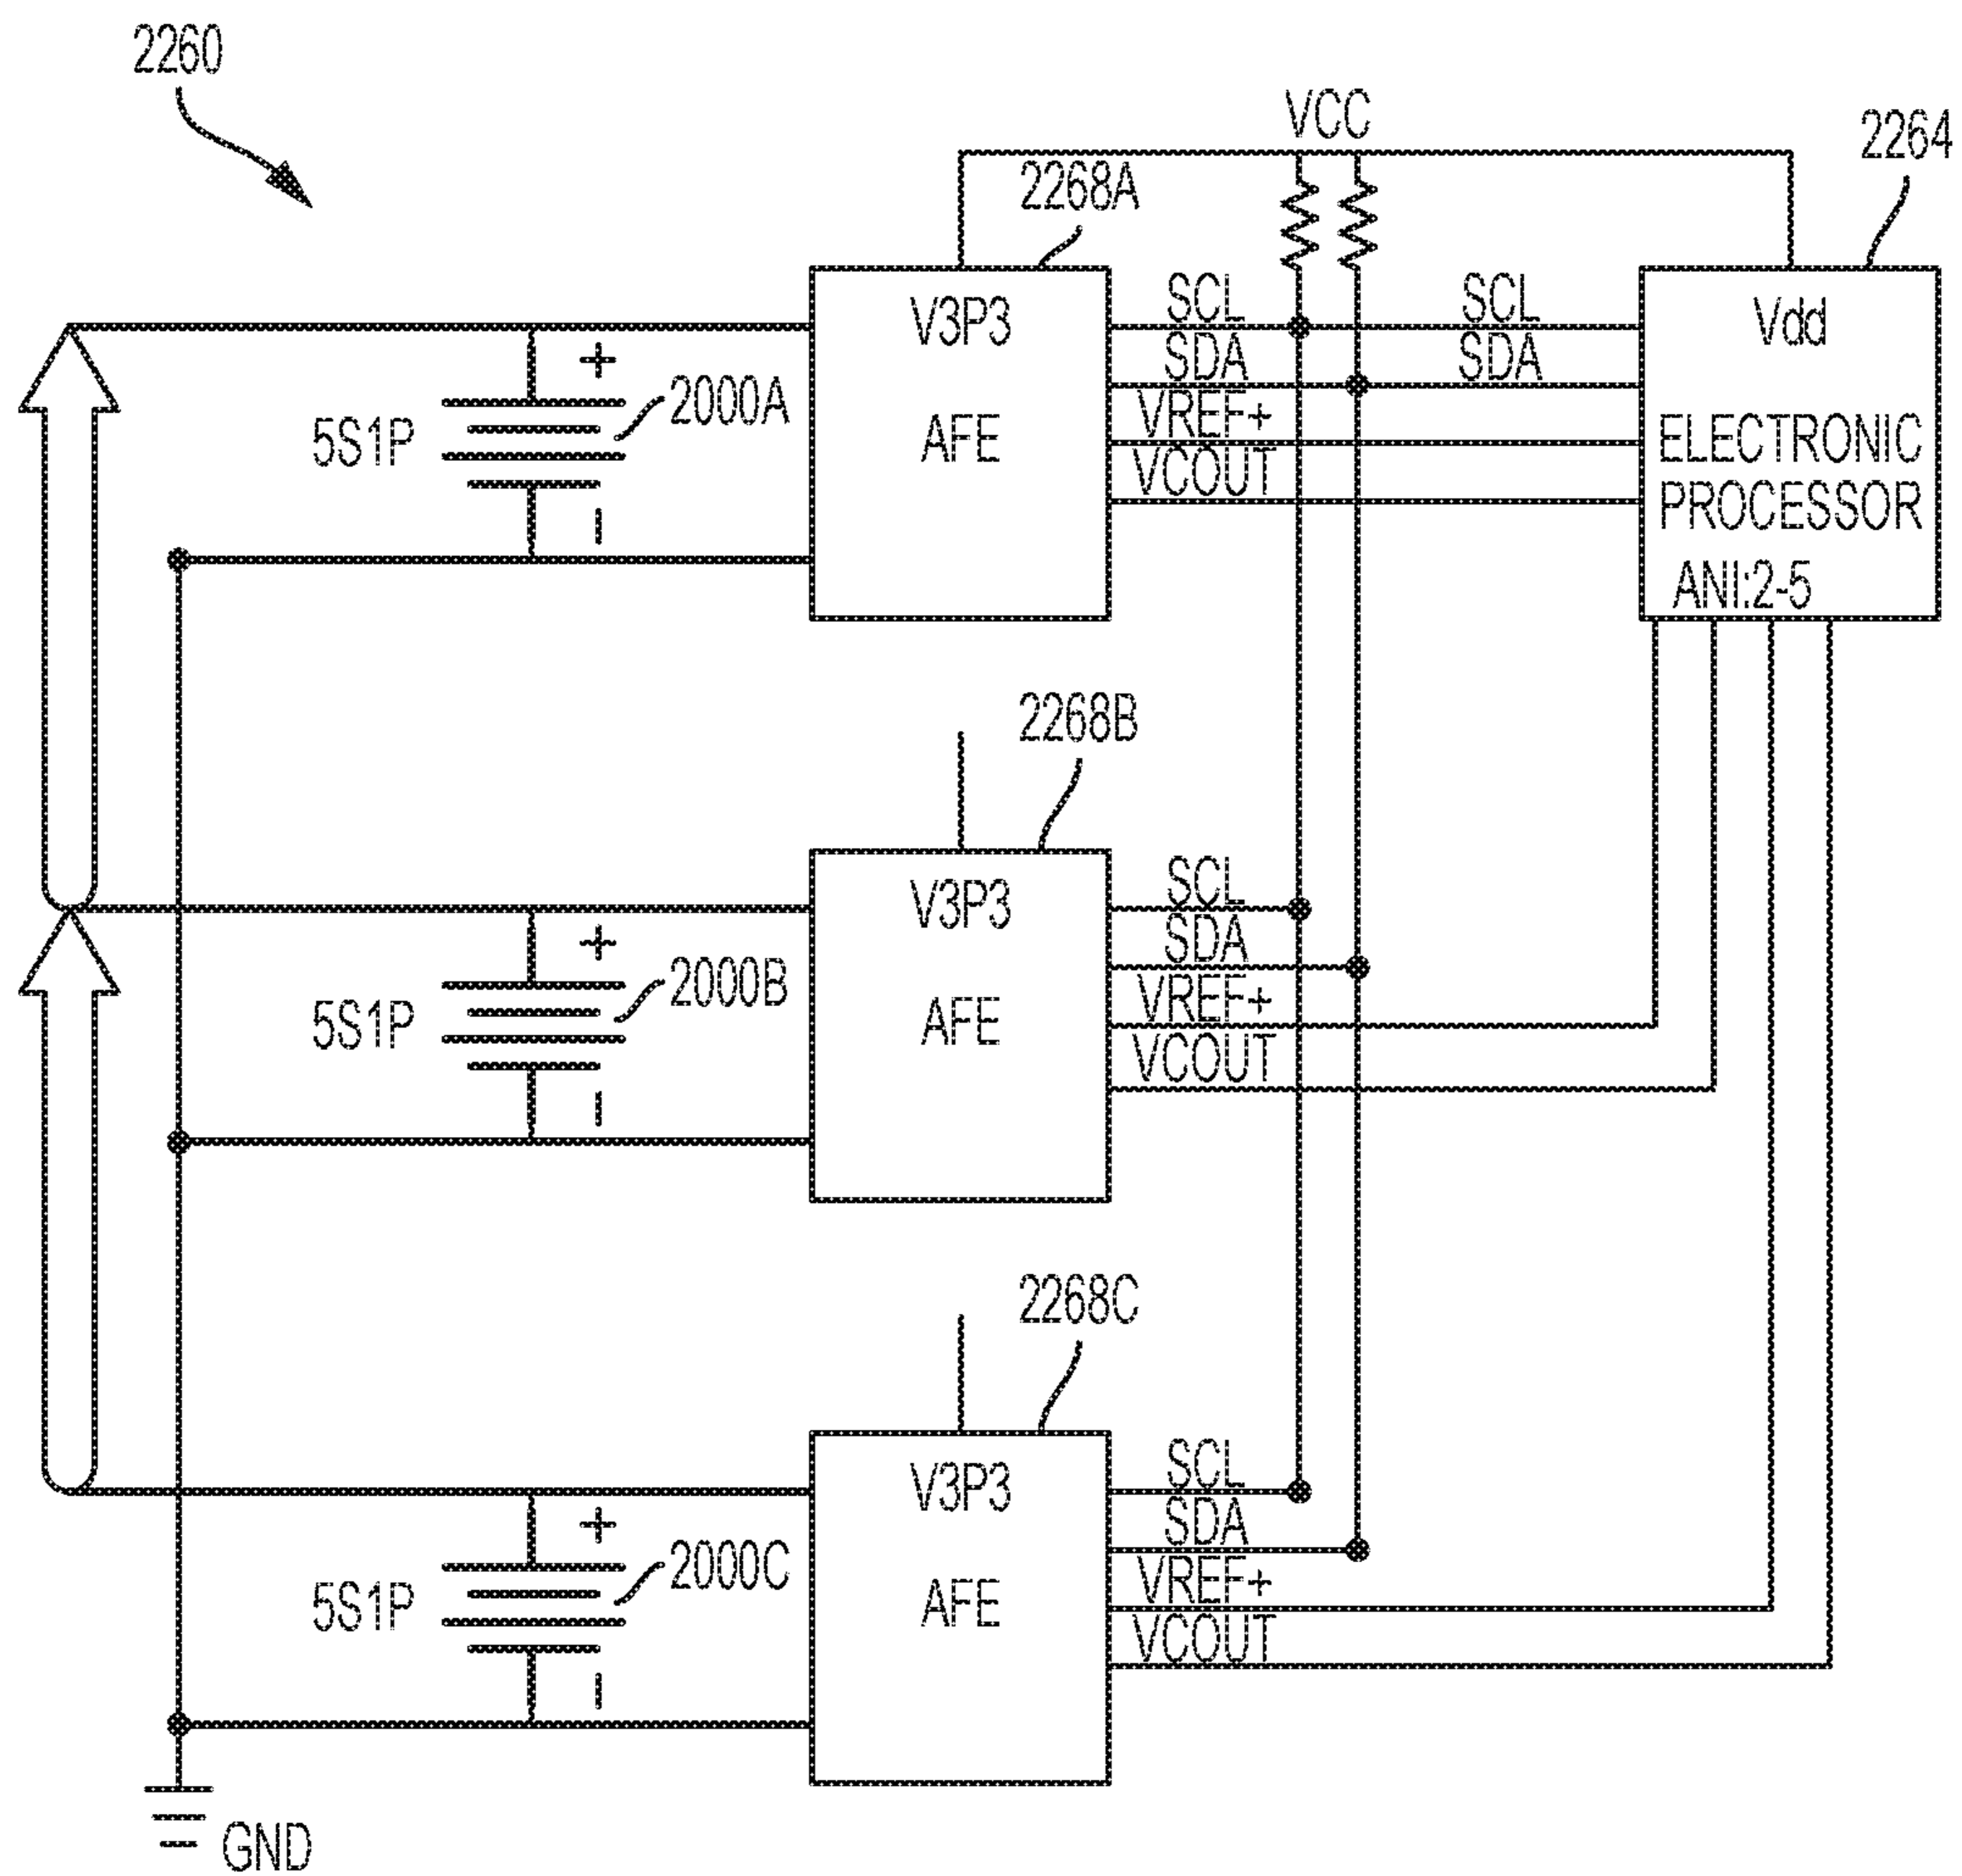 2260
VCC
2264
2268A
V3P3
AFE
SCL
SDA
VREF+
VCOUT
SCL
SDA
Vdd
ELECTRONIC
PROCESSOR
ANI:2-5
5S1P
+
2000A
-
2268B
V3P3
AFE
SCL
SDA
VREF+
VCOUT
5S1P
+
2000B
-
2268C
V3P3
AFE
SCL
SDA
VREF+
VCOUT
5S1P
+
2000C
-
GND